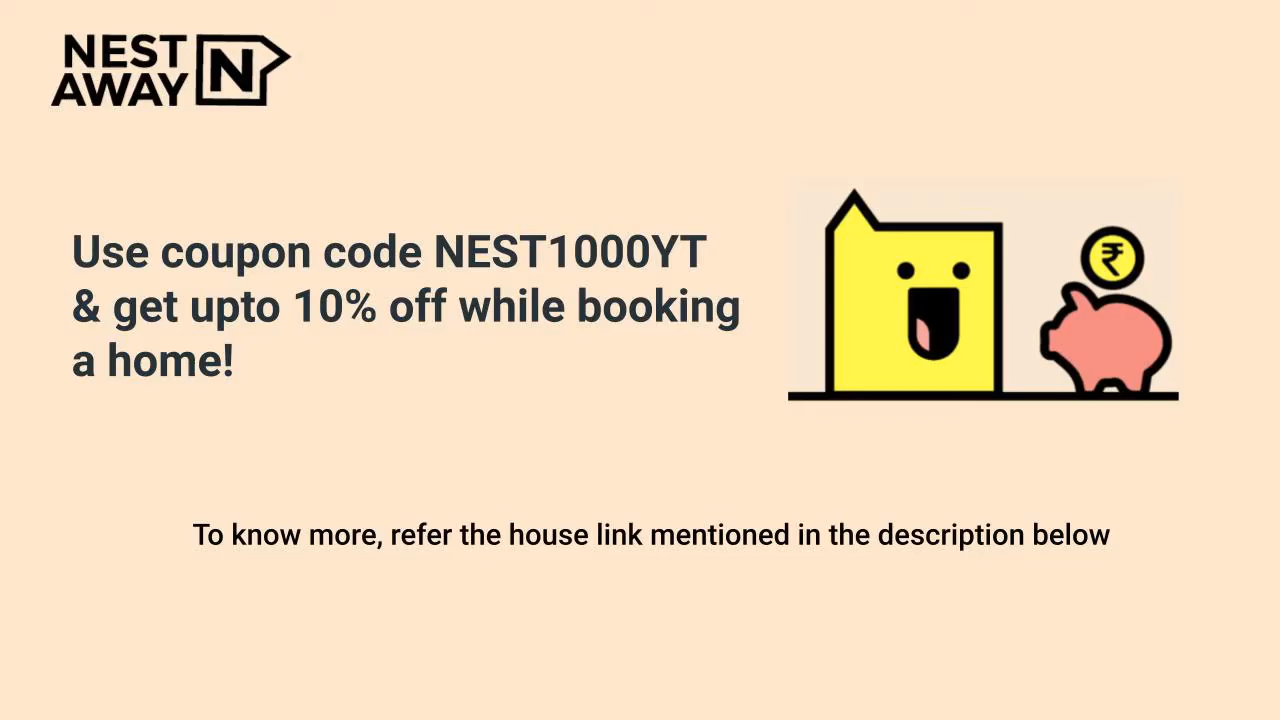 NEST
AWAY N
Use coupon code NEST1000YT
& get upto 10% off while booking
a home!
₹
To know more, refer the house link mentioned in the description below